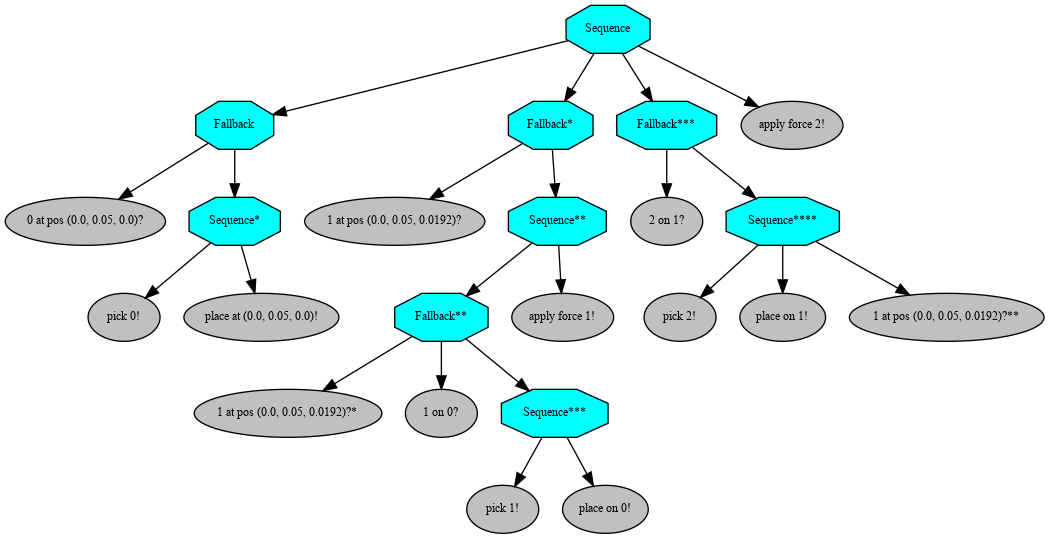 Sequence
Fallback
Fallback*
Fallback***
apply force 2!
0 at pos (0.0, 0.05, 0.0)?
Sequence*
1 at pos (0.0, 0.05, 0.0192)?
Sequence**
2 on 1?
Sequence****
pick 0!
place at (0.0, 0.05, 0.0)!
Fallback**
apply force 1!
pick 2!
place on 1!
1 at pos (0.0, 0.05, 0.0192)?**
1 at pos (0.0, 0.05, 0.0192)?*
1 on 0?
Sequence***
pick 1!
place on 0!